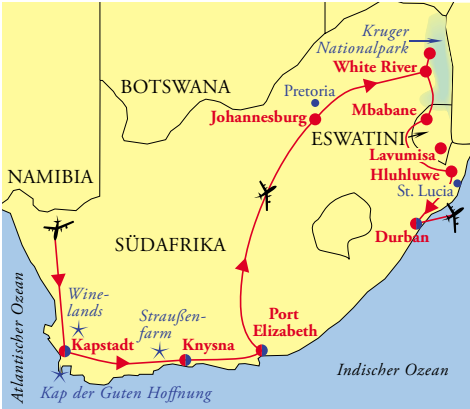 Kruger
Nationalpark
White River
BOTSWANA
Pretoria
Mbabane
Johannesburg
ESWATINI
Lavumisa
NAMIBIA
Hluhluwe
St. Lucia
Durban
SÜDAFRIKA
Atlantischer Ozean
Wine-
lands
Straußen-
farm
Port
Elizabeth
Kapstadt
Knysna
Indischer Ozean
Kap der Guten Hoffnung